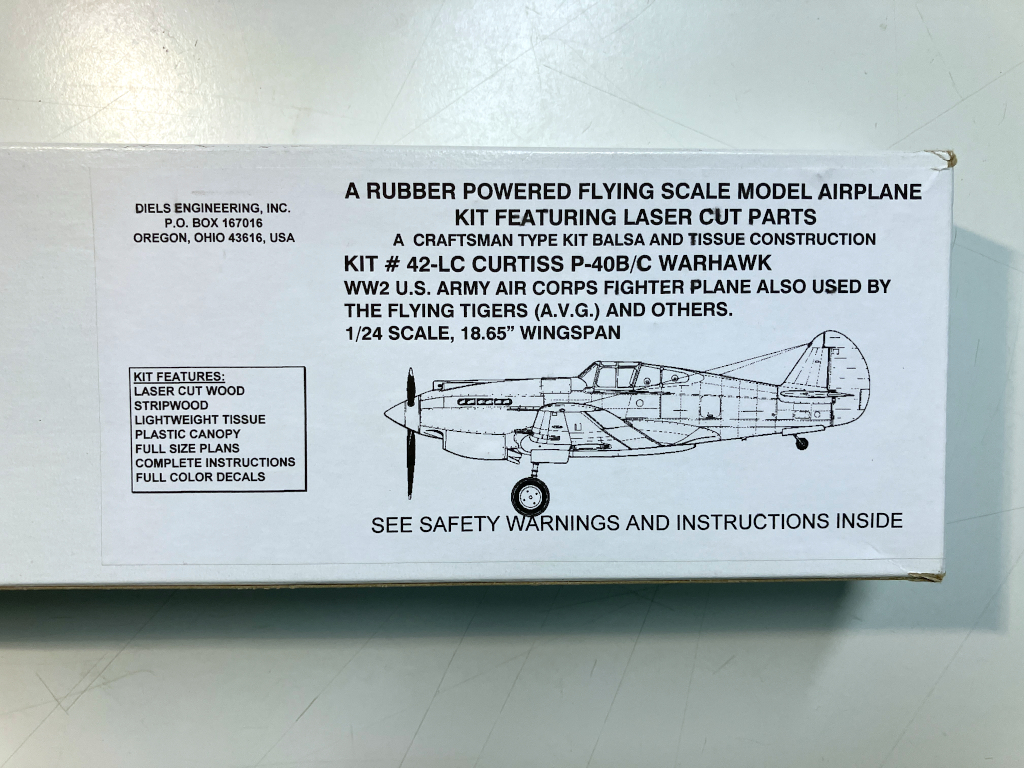 DIELS ENGINEERING, INC.
P.O. BOX 167016
OREGON, OHIO 43616, USA
A RUBBER POWERED FLYING SCALE MODEL AIRPLANE
KIT FEATURING LASER CUT PARTS
A CRAFTSMAN TYPE KIT BALSA AND TISSUE CONSTRUCTION
KIT # 42-LC CURTISS P-40B/C WARHAWK
WW2 U.S. ARMY AIR CORPS FIGHTER PLANE ALSO USED BY
THE FLYING TIGERS (A.V.G.) AND OTHERS.
1/24 SCALE, 18.65” WINGSPAN
KIT FEATURES:
LASER CUT WOOD
STRIPWOOD
LIGHTWEIGHT TISSUE
PLASTIC CANOPY
FULL SIZE PLANS
COMPLETE INSTRUCTIONS
FULL COLOR DECALS
SEE SAFETY WARNINGS AND INSTRUCTIONS INSIDE